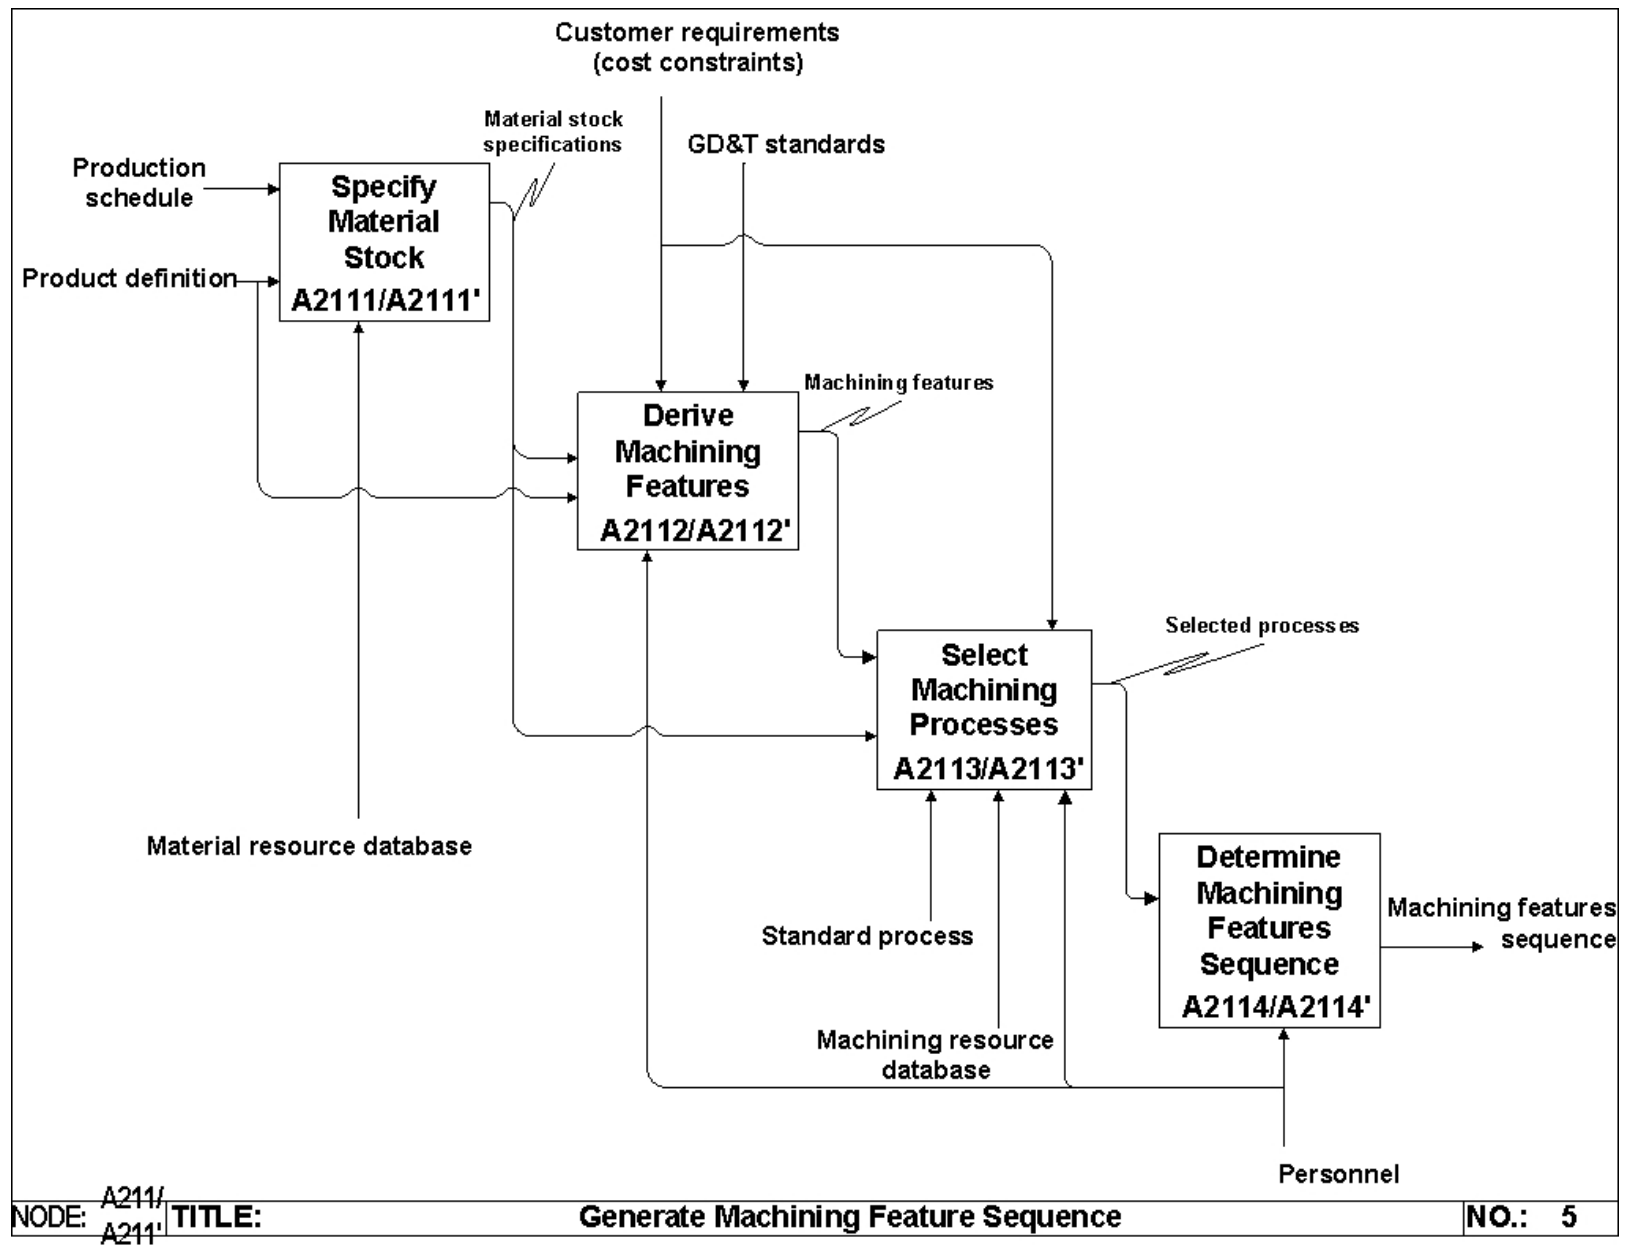 Customer requirements
(cost constraints)
Material stock
specifications
GD&T standards
Production
schedule
Specify
Material
Stock
A2111/A2111'
Product definition
Machining features
Derive
Machining
Features
A2112/A2112'
Selected processes
Select
Machining
Processes
A2113/A2113'
Material resource database
Determine
Machining
Features
Sequence
A2114/A2114'
Machining features
sequence
Standard process
Machining resource
database
Personnel
NODE:
A211/
A211'
TITLE:
Generate Machining Feature Sequence
NO.: 5